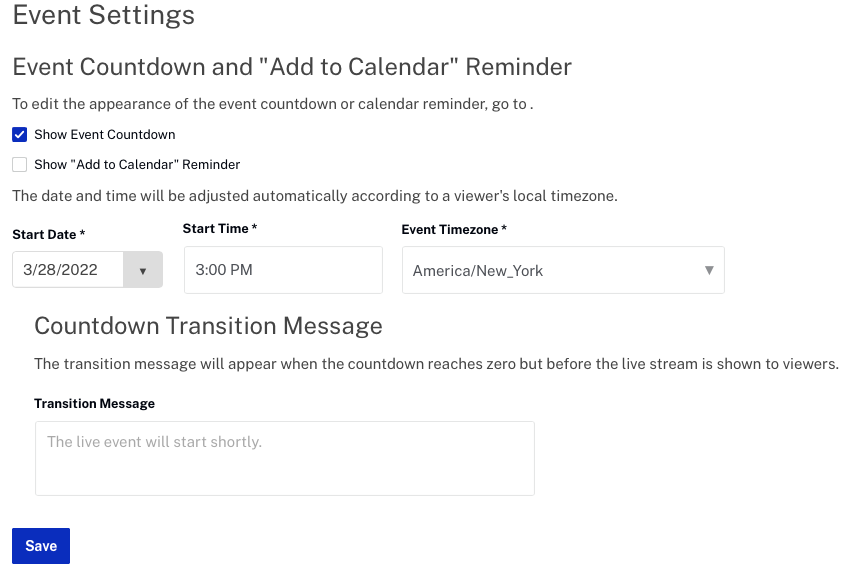 Event Settings
Event Countdown and "Add to Calendar" Reminder
To edit the appearance of the event countdown or calendar reminder, go to .
Show Event Countdown
Show "Add to Calendar" Reminder
The date and time will be adjusted automatically according to a viewer's local timezone.
Start Date * Start Time * Event Timezone *
3/28/2022 3:00 PM America/New_York
Countdown Transition Message
The transition message will appear when the countdown reaches zero but before the live stream is shown to viewers.
Transition Message
The live event will start shortly.
Save